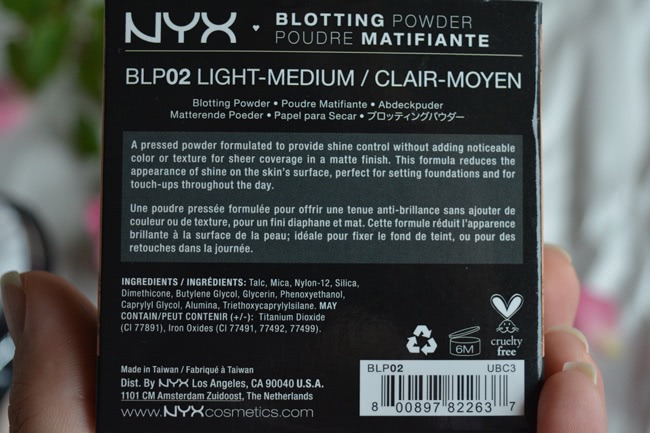 NYX BLOTTING POWDER
POUDRE MATIFIANTE
BLP02 LIGHT-MEDIUM / CLAIR-MOYEN
Blotting Powder • Poudre Matifiante • Abdeckpuder
Matterende Poeder • Papel para Secar • ブロッティングパウダー
A pressed powder formulated to provide shine control without adding noticeable
color or texture for sheer coverage in a matte finish. This formula reduces the
appearance of shine on the skin's surface, perfect for setting foundations and for
touch-ups throughout the day.
Une poudre pressée formulée pour offrir une tenue anti-brillance sans ajouter de
couleur ou de texture, pour un fini diaphane et mat. Cette formule réduit l'apparence
brillante à la surface de la peau; idéale pour fixer le fond de teint, ou pour des
retouches dans la journée.
INGREDIENTS / INGRÉDIENTS: Talc, Mica, Nylon-12, Silica,
Dimethicone, Butylene Glycol, Glycerin, Phenoxyethanol,
Caprylyl Glycol, Alumina, Triethoxycaprylylsilane. MAY
CONTAIN/PEUT CONTENIR (+/-): Titanium Dioxide
(CI 77891), Iron Oxides (CI 77491, 77492, 77499).
6M
cruelty
free
Made in Taiwan / Fabriqué à Taïwan
Dist. By NYX Los Angeles, CA 90040 U.S.A.
1101 CM Amsterdam Zuidoost, The Netherlands
www.NYXcosmetics.com
BLP02 UBC3
8 00897 82263 7